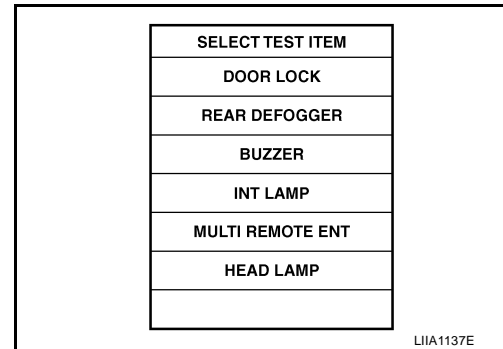 SELECT TEST ITEM
DOOR LOCK
REAR DEFOGGER
BUZZER
INT LAMP
MULTI REMOTE ENT
HEAD LAMP
LIIA1137E